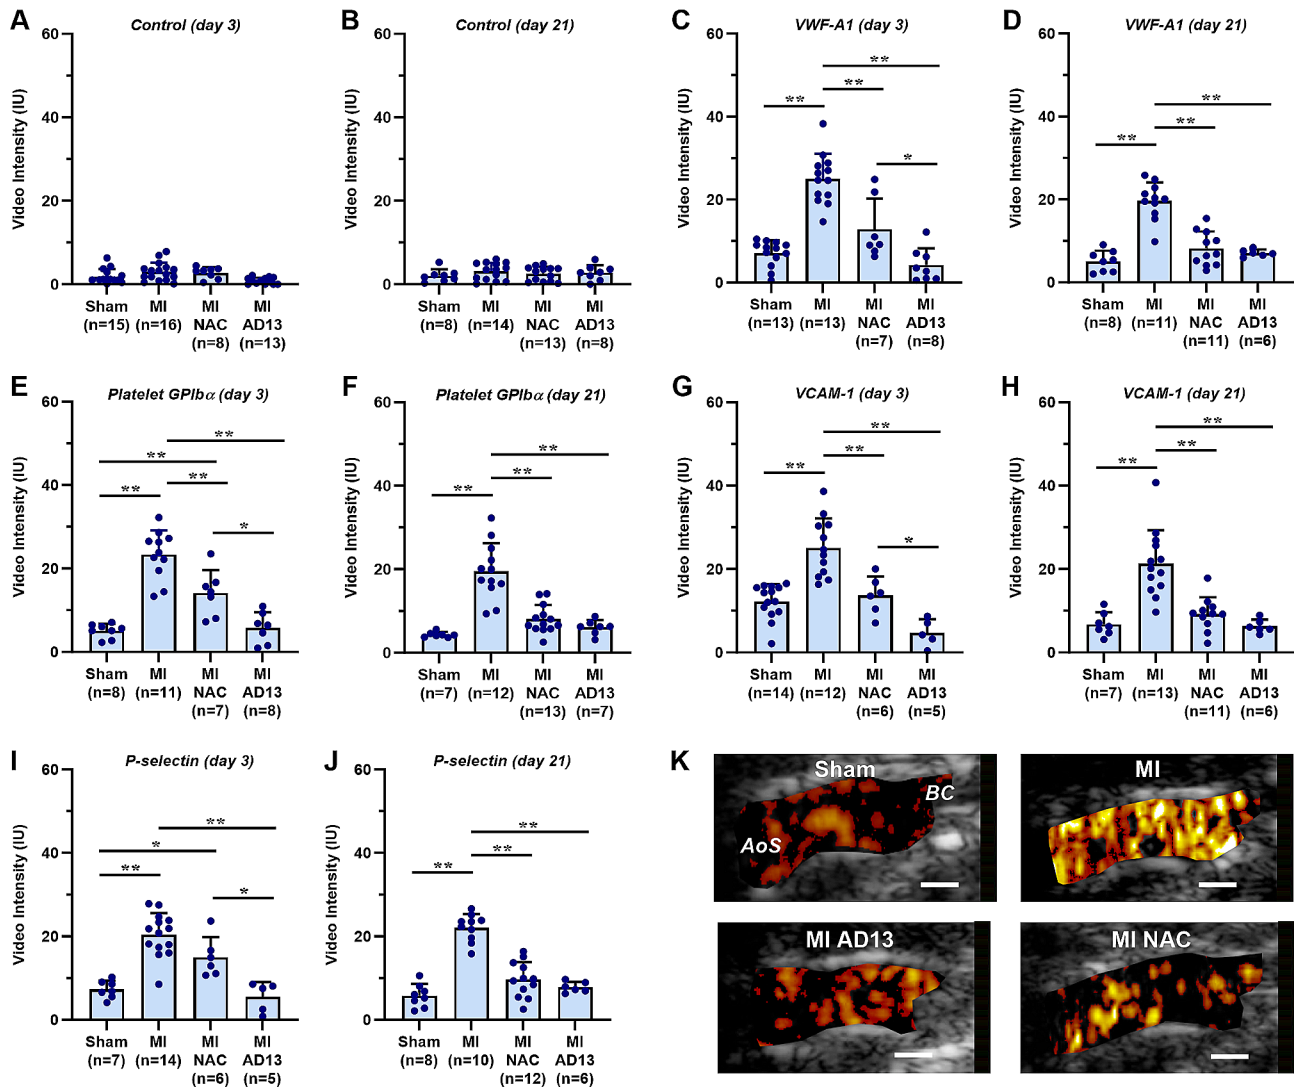 A
Control (day 3)
Video Intensity (IU)
60
40
20
0
Sham
(n=15)
MI
(n=16)
MI
NAC
(n=8)
MI
AD13
(n=13)
B
Control (day 21)
Video Intensity (IU)
60
40
20
0
Sham
(n=8)
MI
(n=14)
MI
NAC
(n=13)
MI
AD13
(n=8)
C
VWF-A1 (day 3)
Video Intensity (IU)
60
40
20
0
**
**
**
*
Sham
(n=13)
MI
(n=13)
MI
NAC
(n=7)
MI
AD13
(n=8)
D
VWF-A1 (day 21)
Video Intensity (IU)
60
40
20
0
**
**
**
Sham
(n=8)
MI
(n=11)
MI
NAC
(n=11)
MI
AD13
(n=6)
E
Platelet GPIbα (day 3)
Video Intensity (IU)
60
40
20
0
**
**
**
**
*
Sham
(n=8)
MI
(n=11)
MI
NAC
(n=7)
MI
AD13
(n=8)
F
Platelet GPIbα (day 21)
Video Intensity (IU)
60
40
20
0
**
**
**
Sham
(n=7)
MI
(n=12)
MI
NAC
(n=13)
MI
AD13
(n=7)
G
VCAM-1 (day 3)
Video Intensity (IU)
60
40
20
0
**
**
**
*
Sham
(n=14)
MI
(n=12)
MI
NAC
(n=6)
MI
AD13
(n=5)
H
VCAM-1 (day 21)
Video Intensity (IU)
60
40
20
0
**
**
**
Sham
(n=7)
MI
(n=13)
MI
NAC
(n=11)
MI
AD13
(n=6)
I
P-selectin (day 3)
Video Intensity (IU)
60
40
20
0
**
*
**
*
Sham
(n=7)
MI
(n=14)
MI
NAC
(n=6)
MI
AD13
(n=5)
J
P-selectin (day 21)
Video Intensity (IU)
60
40
20
0
**
**
**
Sham
(n=8)
MI
(n=10)
MI
NAC
(n=12)
MI
AD13
(n=6)
K
Sham
BC
AoS
MI
MI AD13
MI NAC